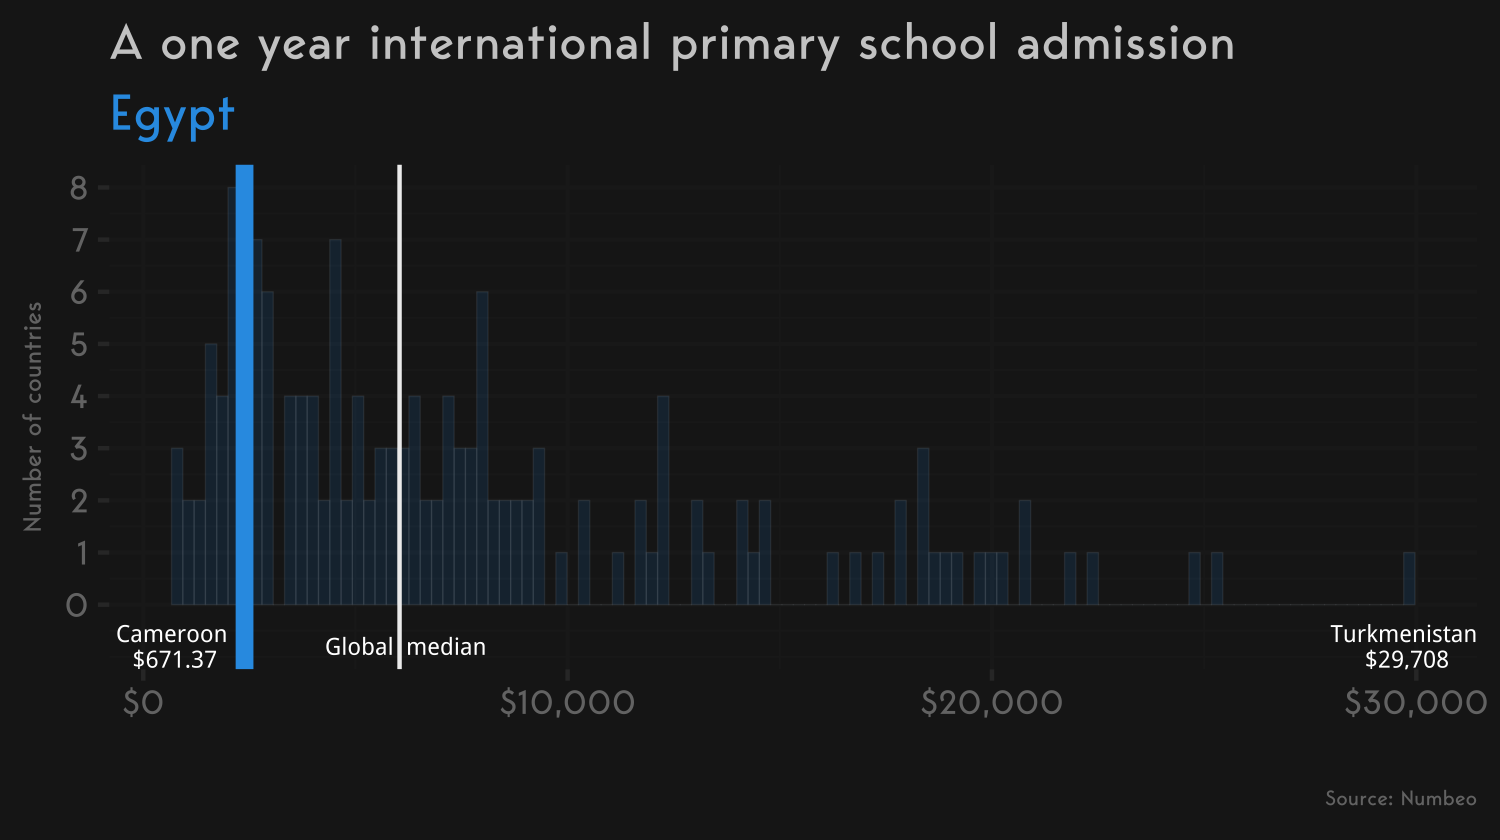 A one year international primary school admission
Egypt
Number of countries
8
7
6
5
4
3
2
1
0
Cameroon
$671.37
Global median
Turkmenistan
$29,708
$0 $10,000 $20,000 $30,000
Source: Numbeo